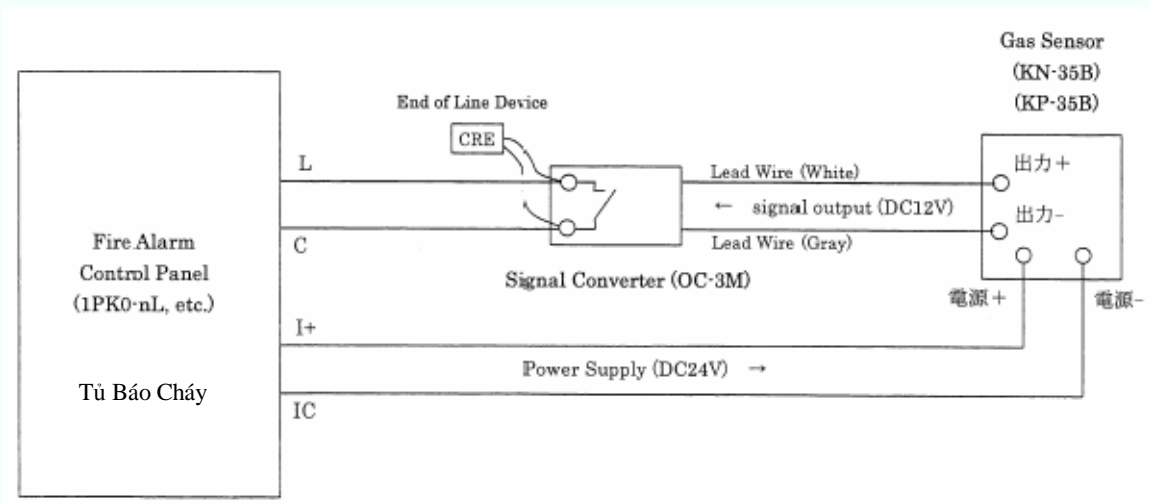 Gas Sensor
(KN-35B)
(KP-35B)
End of Line Device
CRE
L
Lead Wire (White)
出力+
← signal output (DC12V)
出力-
C
Lead Wire (Gray)
Fire Alarm
Control Panel
(1PK0-nL, etc.)
Signal Converter (OC-3M)
電源+
電源-
I+
Power Supply (DC24V) →
Tủ Báo Cháy
IC